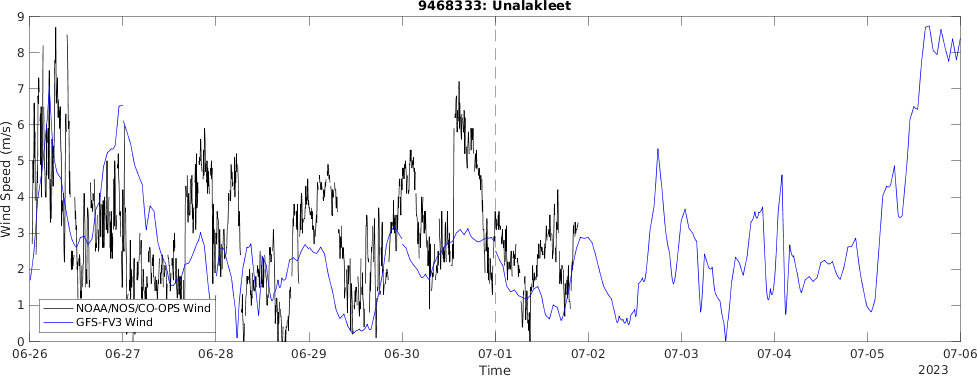 9468333: Unalakleet
Wind Speed (m/s)
9
8
7
6
5
4
3
2
1
0
NOAA/NOS/CO-OPS Wind
GFS-FV3 Wind
06-26 06-27 06-28 06-29 06-30 07-01 07-02 07-03 07-04 07-05 07-06
Time
2023